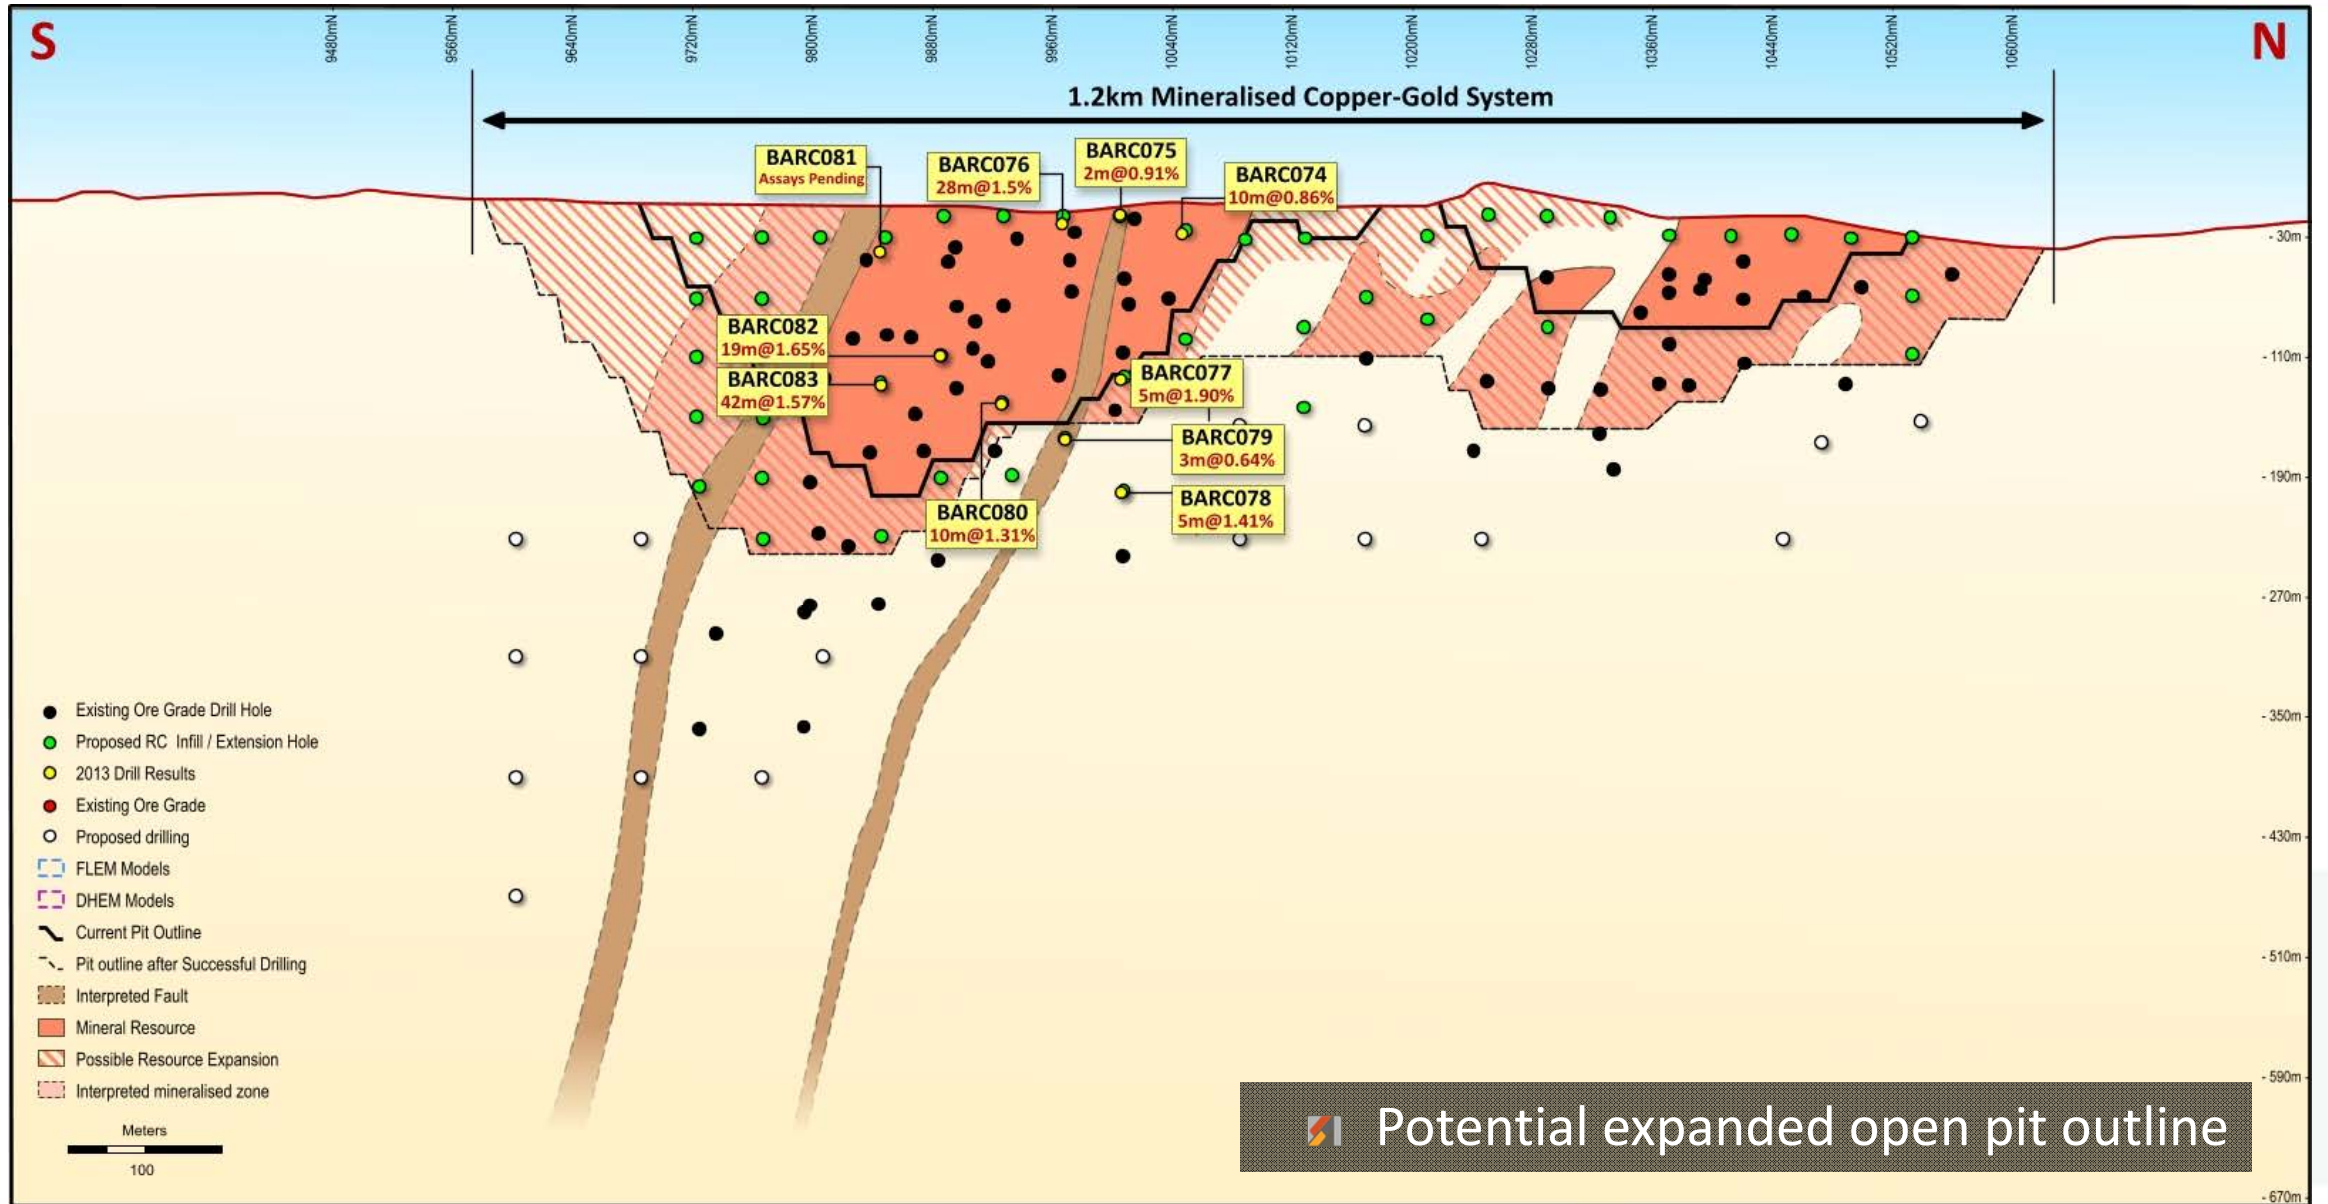 S
N
9480mN
9560mN
9640mN
9720mN
9800mN
9880mN
9960mN
10040mN
10120mN
10200mN
10280mN
10360mN
10440mN
10520mN
10600mN
1.2km Mineralised Copper-Gold System
BARC081
Assays Pending
BARC076
28m@1.5%
BARC075
2m@0.91%
BARC074
10m@0.86%
BARC082
19m@1.65%
BARC083
42m@1.57%
BARC077
5m@1.90%
BARC079
3m@0.64%
BARC078
5m@1.41%
BARC080
10m@1.31%
- 30m
- 110m
- 190m
- 270m
- 350m
- 430m
- 510m
- 590m
- 670m
Existing Ore Grade Drill Hole
Proposed RC Infill / Extension Hole
2013 Drill Results
Existing Ore Grade
Proposed drilling
FLEM Models
DHEM Models
Current Pit Outline
Pit outline after Successful Drilling
Interpreted Fault
Mineral Resource
Possible Resource Expansion
Interpreted mineralised zone
Meters
100
Potential expanded open pit outline